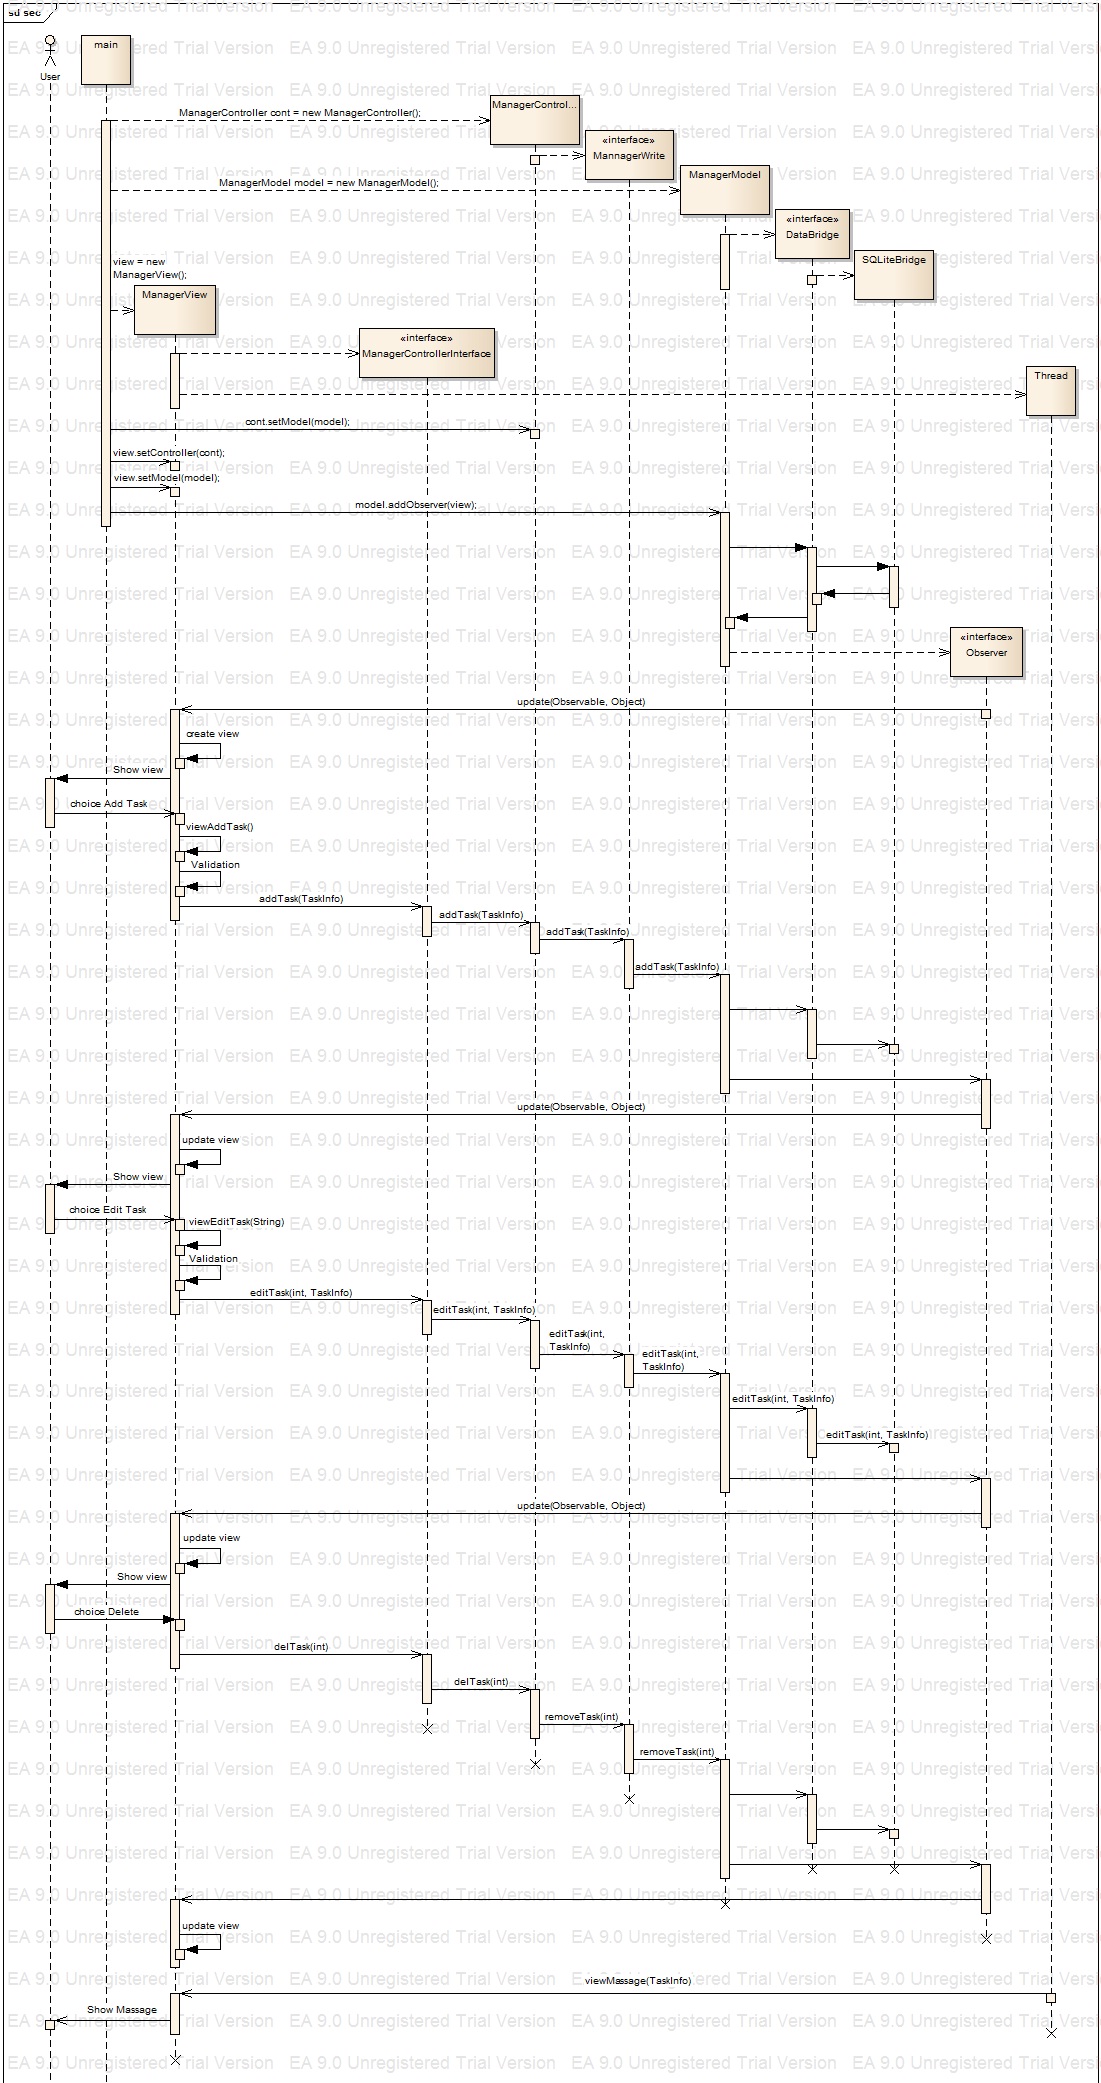 sd sec
User
main
ManagerController cont = new ManagerController();
ManagerControl...
«interface»
MannagerWrite
ManagerModel model = new ManagerModel();
ManagerModel
«interface»
DataBridge
SQLiteBridge
view = new
ManagerView();
ManagerView
«interface»
ManagerControllerInterface
Thread
cont.setModel(model);
view.setController(cont);
view.setModel(model);
model.addObserver(view);
«interface»
Observer
update(Observable, Object)
create view
Show view
choice Add Task
viewAddTask()
Validation
addTask(TaskInfo)
addTask(TaskInfo)
addTask(TaskInfo)
addTask(TaskInfo)
update(Observable, Object)
update view
Show view
choice Edit Task
viewEditTask(String)
Validation
editTask(int, TaskInfo)
editTask(int, TaskInfo)
editTask(int,
TaskInfo)
editTask(int,
TaskInfo)
editTask(int, TaskInfo)
editTask(int, TaskInfo)
update(Observable, Object)
update view
Show view
choice Delete
delTask(int)
delTask(int)
removeTask(int)
removeTask(int)
update view
viewMassage(TaskInfo)
Show Massage
EA 9.0 Unregistered Trial Version